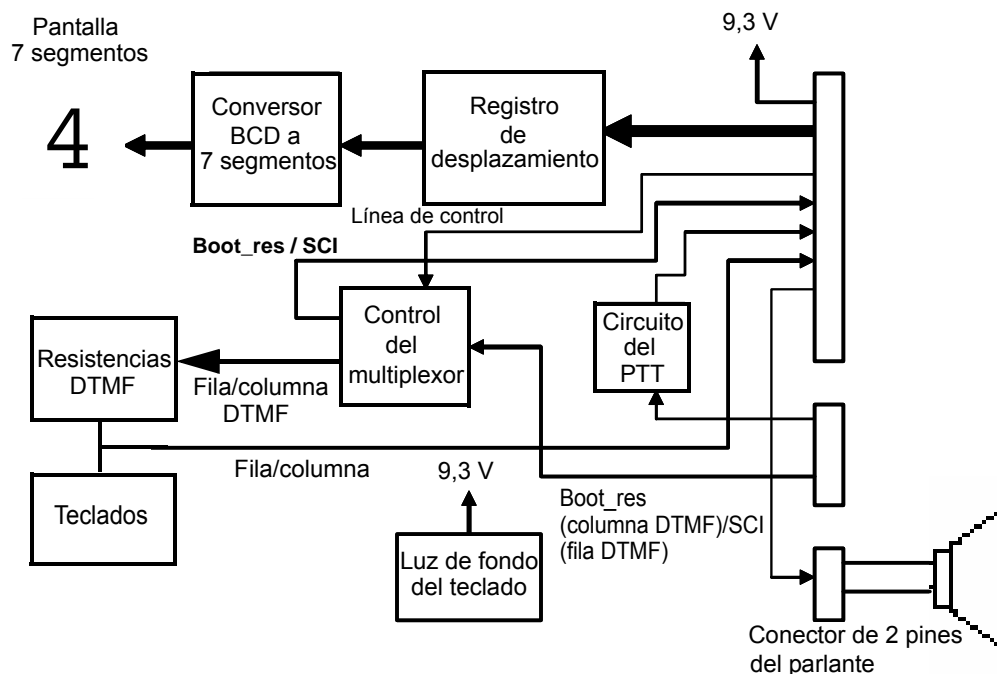 Pantalla
7 segmentos
9,3 V
4
Conversor
BCD a
7 segmentos
Registro
de
desplazamiento
Línea de control
Boot_res / SCI
Control
del
multiplexor
Circuito
del
PTT
Resistencias
DTMF
Fila/columna
DTMF
Fila/columna
Teclados
9,3 V
Luz de fondo
del teclado
Boot_res
(columna DTMF)/SCI
(fila DTMF)
Conector de 2 pines
del parlante